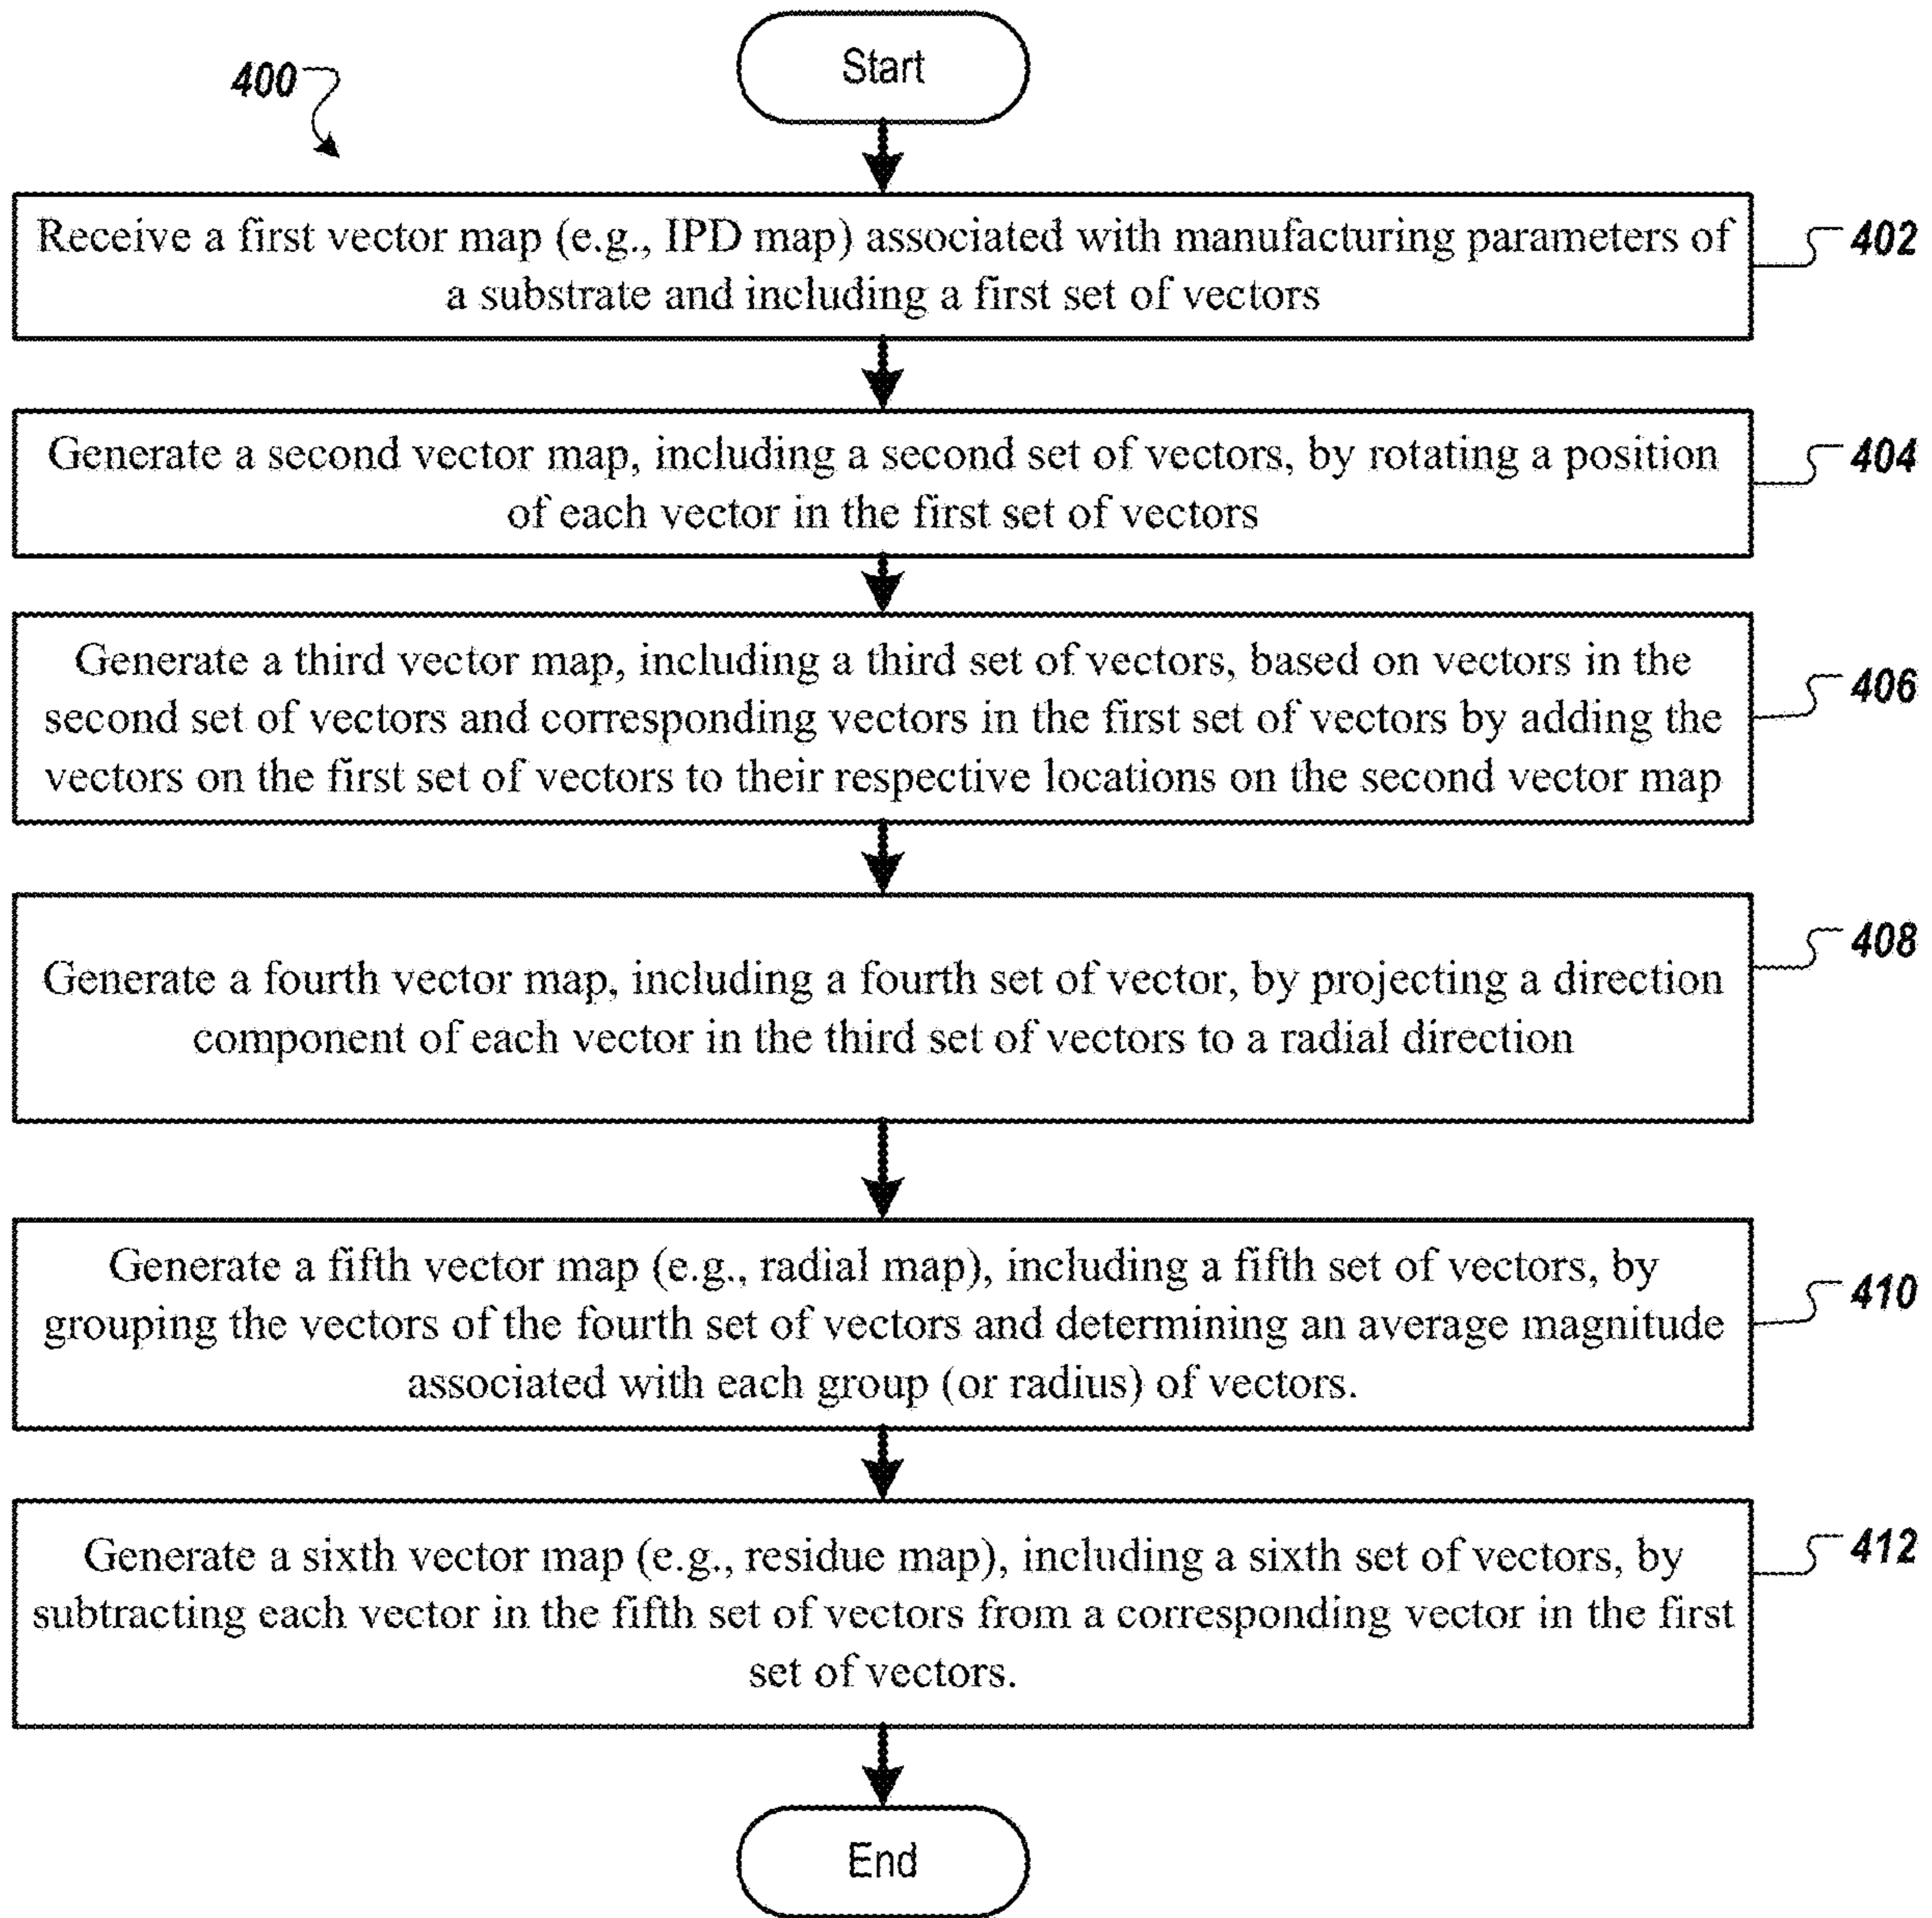 Start
400
Receive a first vector map (e.g., IPD map) associated with manufacturing parameters of
a substrate and including a first set of vectors
402
Generate a second vector map, including a second set of vectors, by rotating a position
of each vector in the first set of vectors
404
Generate a third vector map, including a third set of vectors, based on vectors in the
second set of vectors and corresponding vectors in the first set of vectors by adding the
vectors on the first set of vectors to their respective locations on the second vector map
406
Generate a fourth vector map, including a fourth set of vector, by projecting a direction
component of each vector in the third set of vectors to a radial direction
408
Generate a fifth vector map (e.g., radial map), including a fifth set of vectors, by
grouping the vectors of the fourth set of vectors and determining an average magnitude
associated with each group (or radius) of vectors.
410
Generate a sixth vector map (e.g., residue map), including a sixth set of vectors, by
subtracting each vector in the fifth set of vectors from a corresponding vector in the first
set of vectors.
412
End